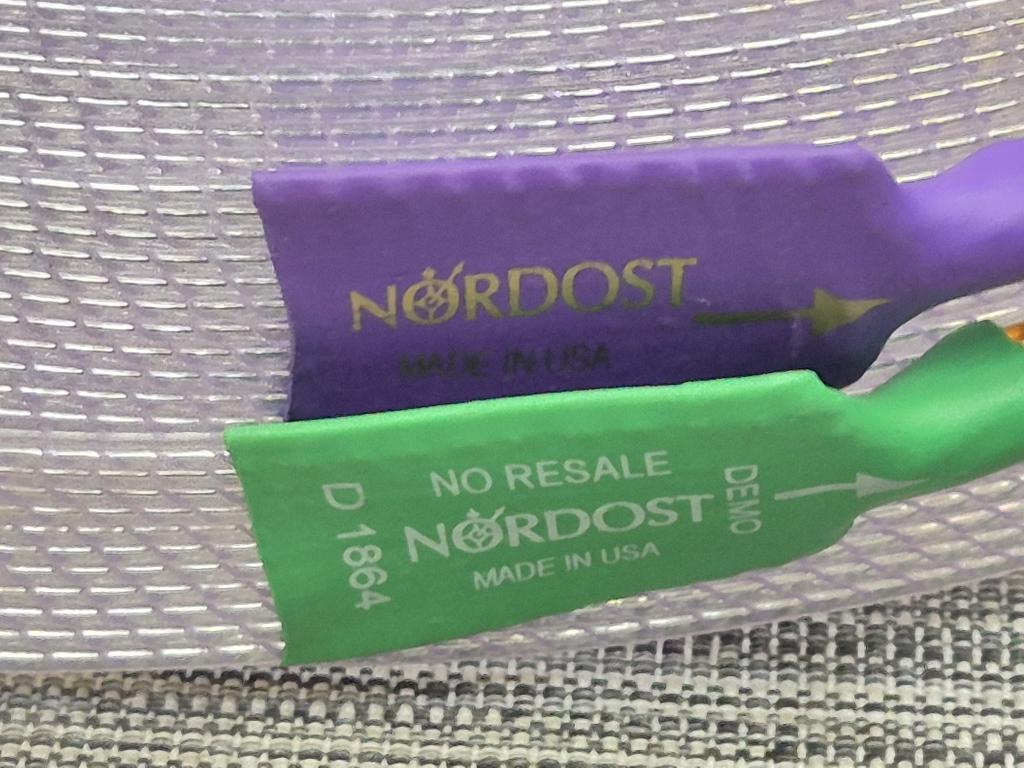 NORDOST
MADE IN USA
NO RESALE
D 1864
NORDOST
DEMO
MADE IN USA